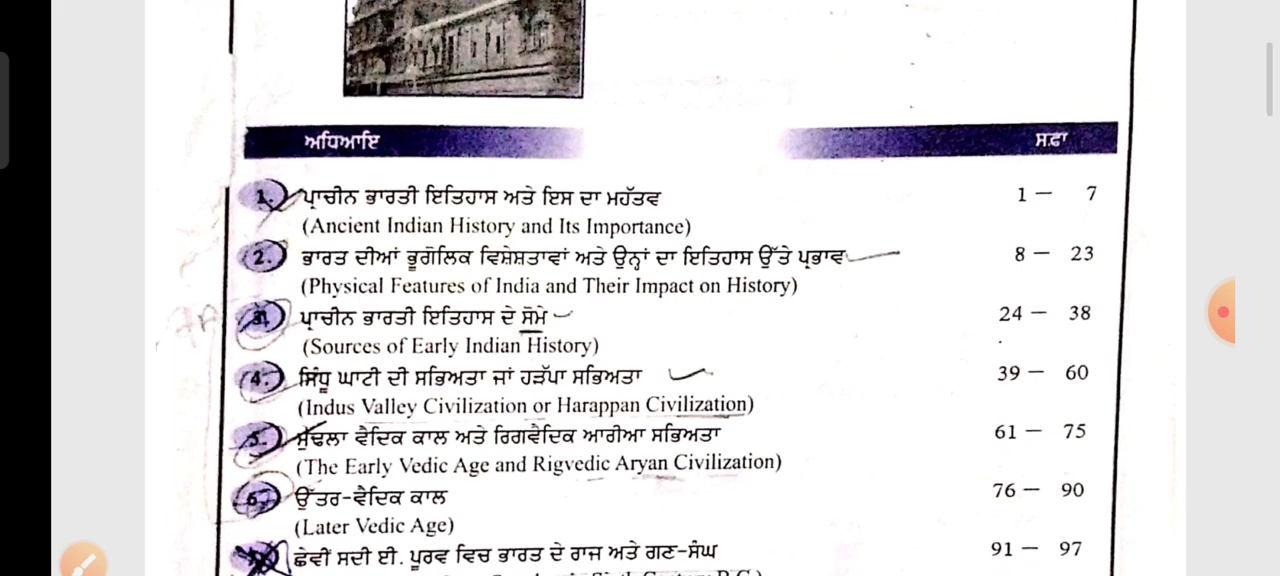 ਅਧਿਆਇ ਸਫ਼ਾ
1. ਪ੍ਰਾਚੀਨ ਭਾਰਤੀ ਇਤਿਹਾਸ ਅਤੇ ਇਸ ਦਾ ਮਹੱਤਵ 1 — 7
(Ancient Indian History and Its Importance)
2. ਭਾਰਤ ਦੀਆਂ ਭੂਗੋਲਿਕ ਵਿਸ਼ੇਸ਼ਤਾਵਾਂ ਅਤੇ ਉਨ੍ਹਾਂ ਦਾ ਇਤਿਹਾਸ ਉੱਤੇ ਪ੍ਰਭਾਵ 8 — 23
(Physical Features of India and Their Impact on History)
3. ਪ੍ਰਾਚੀਨ ਭਾਰਤੀ ਇਤਿਹਾਸ ਦੇ ਸੋਮੇ 24 — 38
(Sources of Early Indian History)
4. ਸਿੰਧੂ ਘਾਟੀ ਦੀ ਸਭਿਅਤਾ ਜਾਂ ਹੜੱਪਾ ਸਭਿਅਤਾ 39 — 60
(Indus Valley Civilization or Harappan Civilization)
5. ਮੁੱਢਲਾ ਵੈਦਿਕ ਕਾਲ ਅਤੇ ਰਿਗਵੈਦਿਕ ਆਰੀਆ ਸਭਿਅਤਾ 61 — 75
(The Early Vedic Age and Rigvedic Aryan Civilization)
6. ਉੱਤਰ-ਵੈਦਿਕ ਕਾਲ 76 — 90
(Later Vedic Age)
ਛੇਵੀਂ ਸਦੀ ਈ. ਪੂਰਵ ਵਿਚ ਭਾਰਤ ਦੇ ਰਾਜ ਅਤੇ ਗਣ-ਸੰਘ 91 — 97